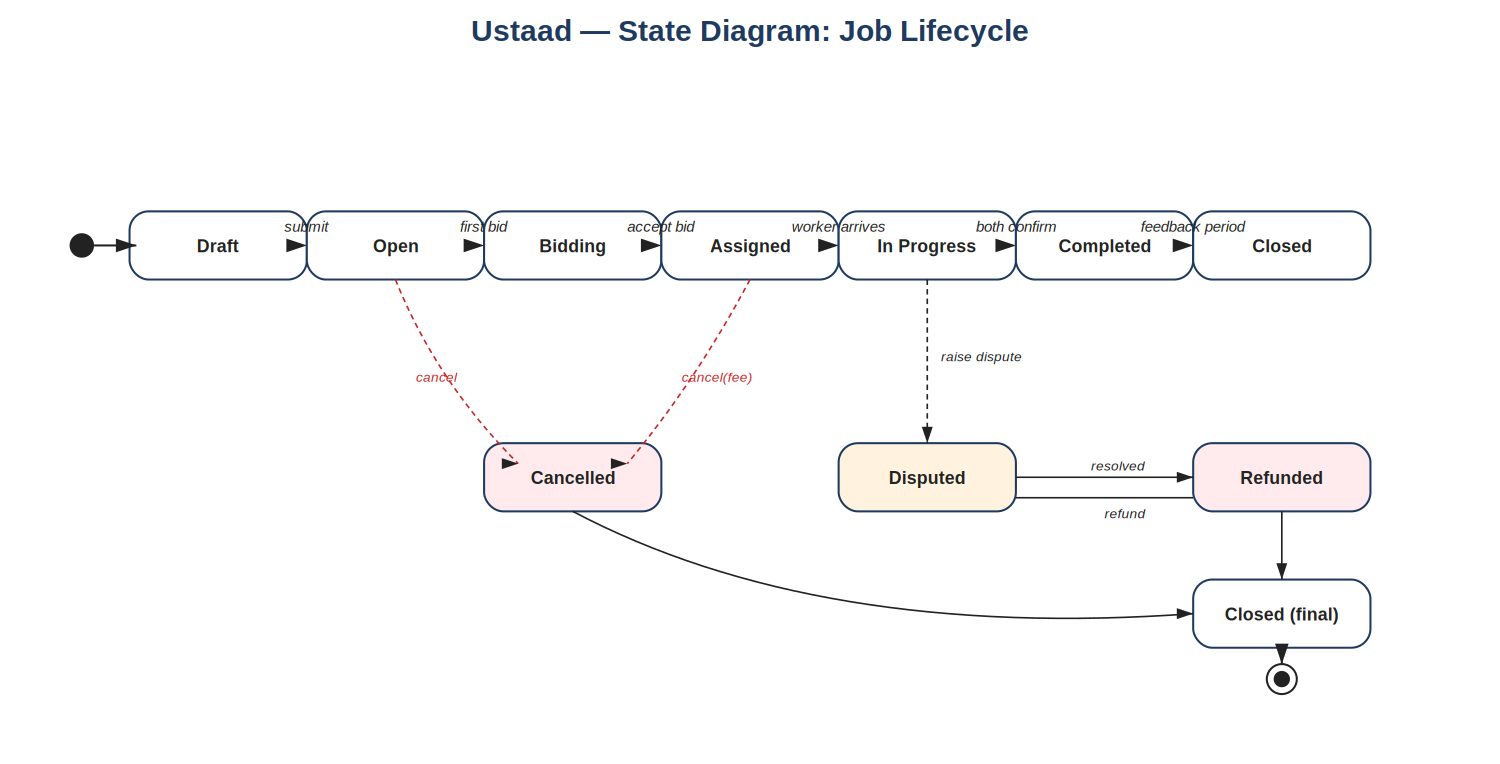 Ustaad — State Diagram: Job Lifecycle
submit
first bid
accept bid
worker arrives
both confirm
feedback period
Draft
Open
Bidding
Assigned
In Progress
Completed
Closed
raise dispute
cancel
cancel(fee)
resolved
Cancelled
Disputed
Refunded
refund
Closed (final)